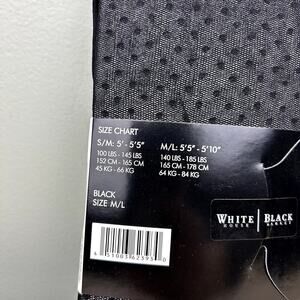 SIZE CHART
S/M: 5' - 5'5"
100 LBS - 145 LBS
152 CM - 165 CM
45 KG - 66 KG
M/L: 5'5" - 5'10"
140 LBS - 185 LBS
165 CM - 178 CM
64 KG - 84 KG
BLACK
SIZE M/L
WHITE | BLACK
HOUSE MARKET